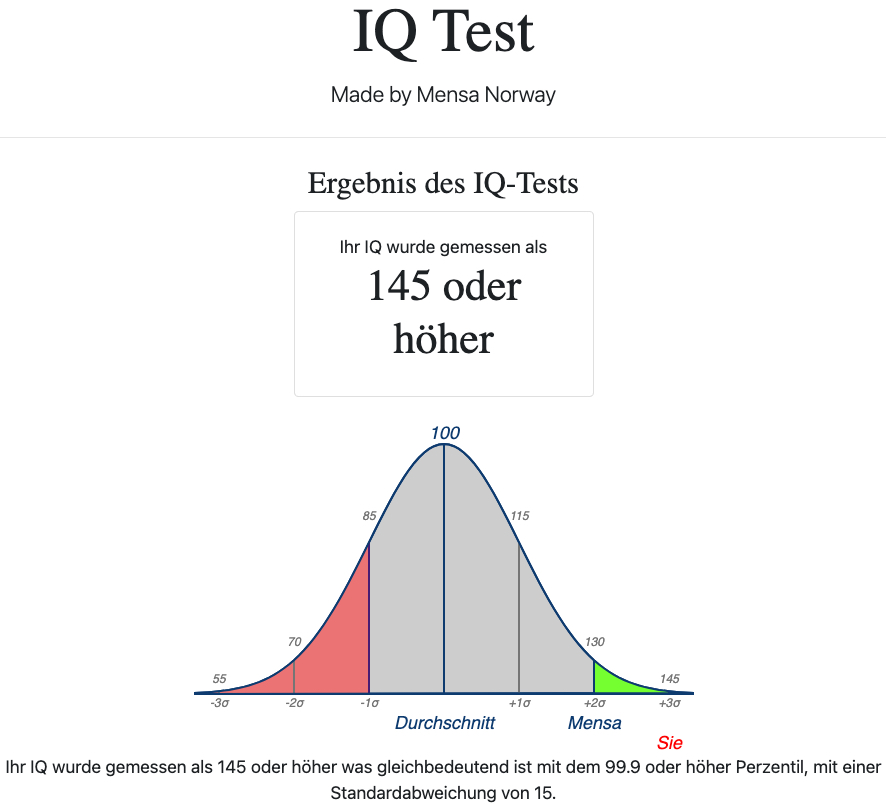 IQ Test
Made by Mensa Norway
Ergebnis des IQ-Tests
Ihr IQ wurde gemessen als
145 oder
höher
100
85
115
70
130
55
145
-3σ
-2σ
-1σ
+1σ
+2σ
+3σ
Durchschnitt
Mensa
Sie
Ihr IQ wurde gemessen als 145 oder höher was gleichbedeutend ist mit dem 99.9 oder höher Perzentil, mit einer
Standardabweichung von 15.